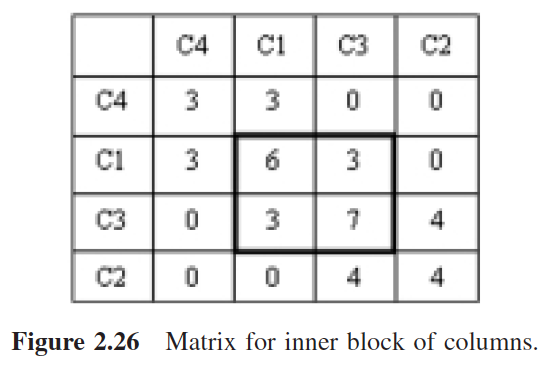 C4 C1 C3 C2
C4 3 3 0 0
C1 3 6 3 0
C3 0 3 7 4
C2 0 0 4 4
Figure 2.26 Matrix for inner block of columns.